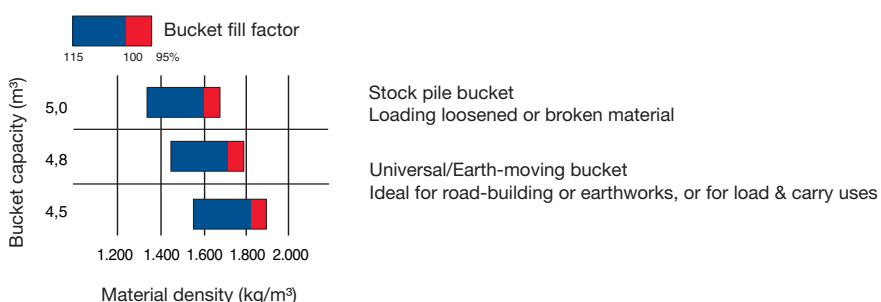 Bucket fill factor
115 100 95%
Bucket capacity (m³)
5,0
Stock pile bucket
Loading loosened or broken material
4,8
Universal/Earth-moving bucket
Ideal for road-building or earthworks, or for load & carry uses
4,5
1.200 1.400 1.600 1.800 2.000
Material density (kg/m³)